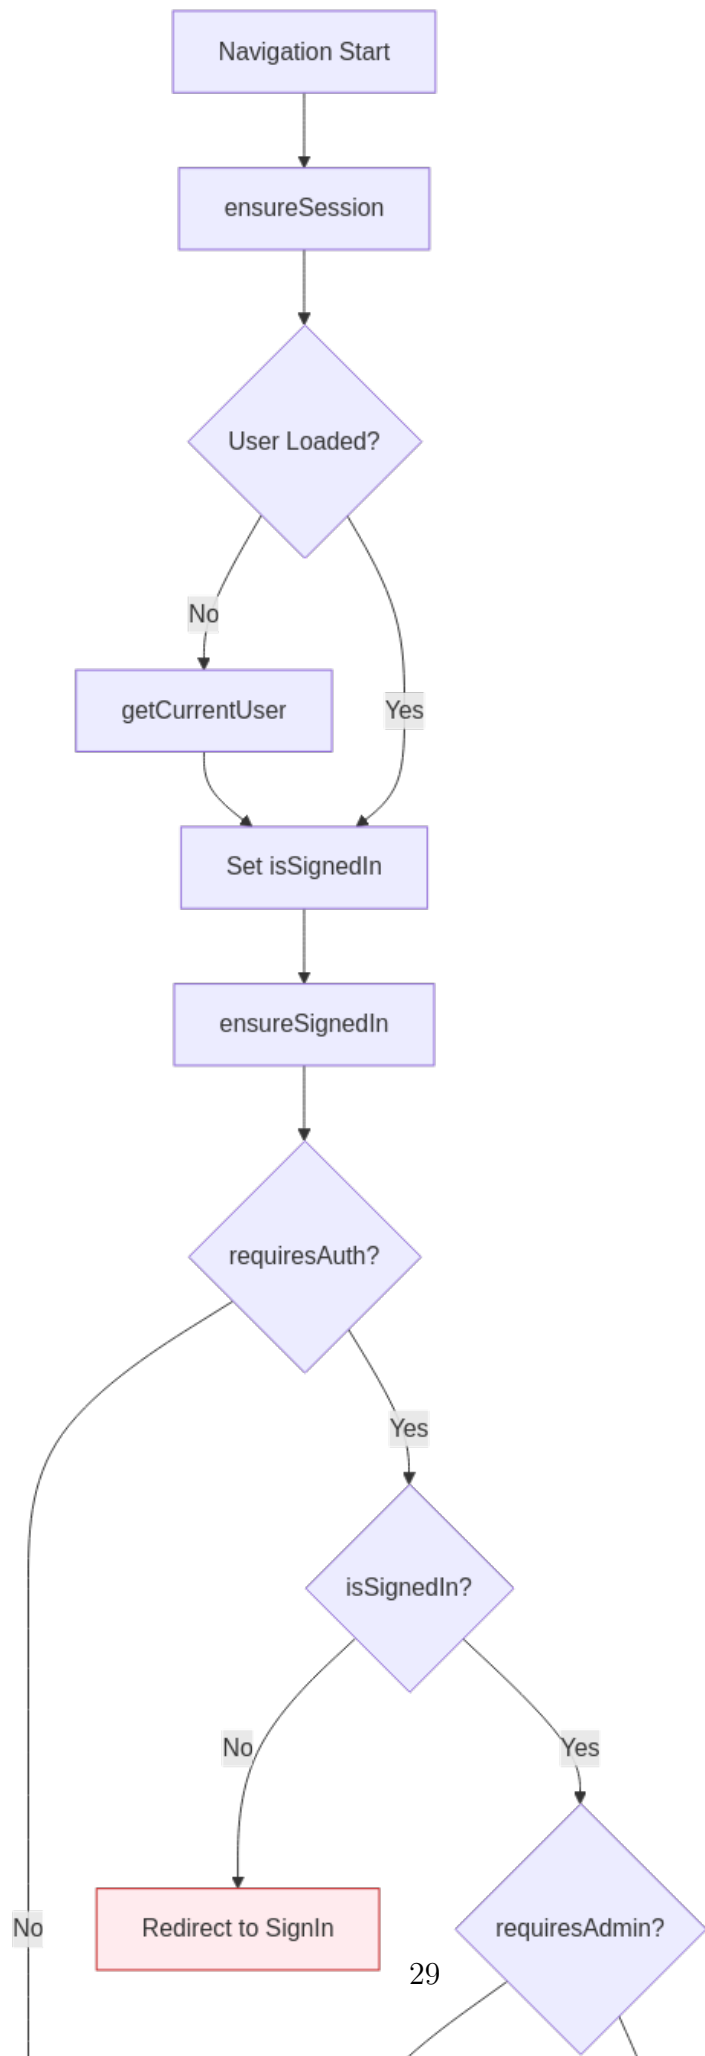 Navigation Start
ensureSession
User Loaded?
No
getCurrentUser
Yes
Set isSignedIn
ensureSignedIn
requiresAuth?
Yes
isSignedIn?
No
Yes
No
Redirect to SignIn
requiresAdmin?
29